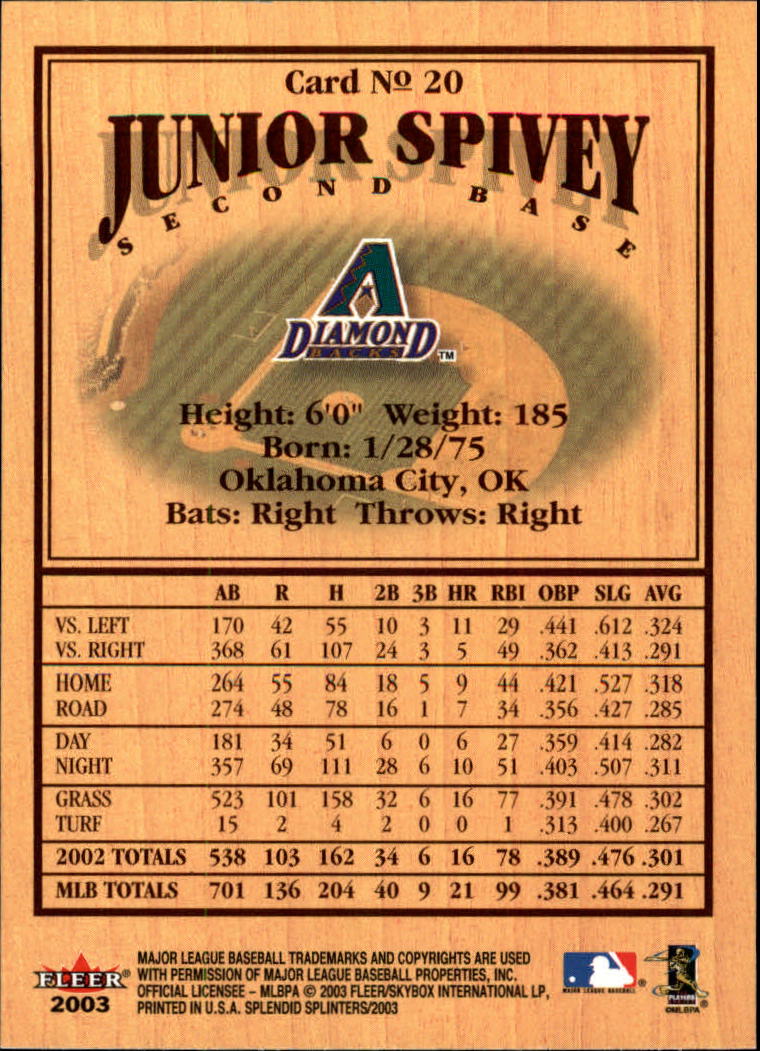 Card Nº 20
JUNIOR SPIVEY
SECOND BASE
A
DIAMOND
BACKS TM
Height: 6'0" Weight: 185
Born: 1/28/75
Oklahoma City, OK
Bats: Right Throws: Right
AB R H 2B 3B HR RBI OBP SLG AVG
VS. LEFT 170 42 55 10 3 11 29 .441 .612 .324
VS. RIGHT 368 61 107 24 3 5 49 .362 .413 .291
HOME 264 55 84 18 5 9 44 .421 .527 .318
ROAD 274 48 78 16 1 7 34 .356 .427 .285
DAY 181 34 51 6 0 6 27 .359 .414 .282
NIGHT 357 69 111 28 6 10 51 .403 .507 .311
GRASS 523 101 158 32 6 16 77 .391 .478 .302
TURF 15 2 4 2 0 0 1 .313 .400 .267
2002 TOTALS 538 103 162 34 6 16 78 .389 .476 .301
MLB TOTALS 701 136 204 40 9 21 99 .381 .464 .291
FLEER®
2003
MAJOR LEAGUE BASEBALL TRADEMARKS AND COPYRIGHTS ARE USED
WITH PERMISSION OF MAJOR LEAGUE BASEBALL PROPERTIES, INC.
OFFICIAL LICENSEE – MLBPA © 2003 FLEER/SKYBOX INTERNATIONAL LP,
PRINTED IN U.S.A. SPLENDID SPLINTERS/2003
MAJOR LEAGUE BASEBALL ®
PLAYERS
©MLBPA